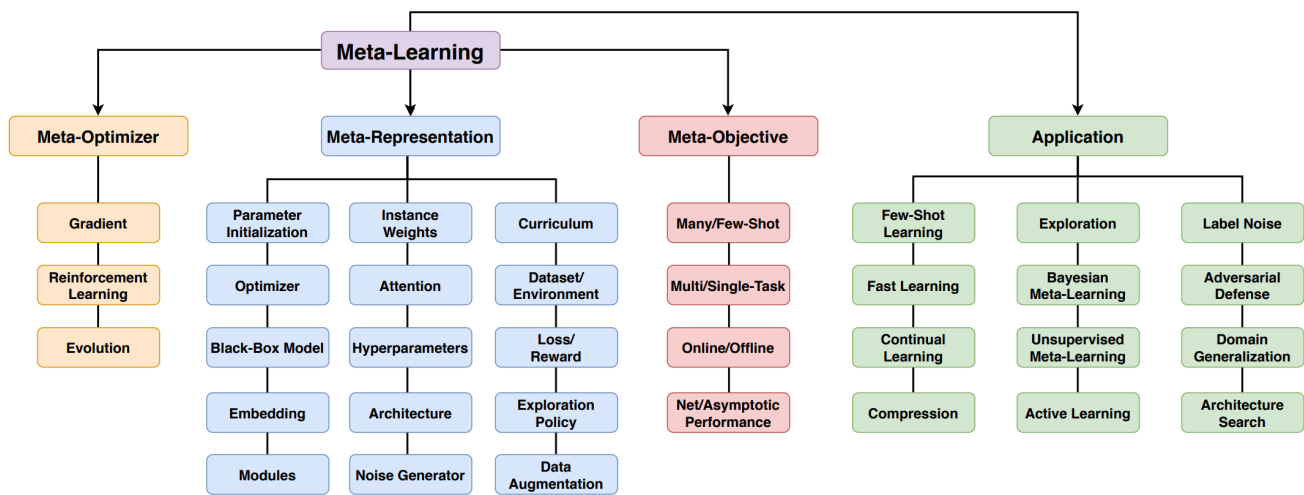 Meta-Learning
Meta-Optimizer
Meta-Representation
Meta-Objective
Application
Gradient
Reinforcement
Learning
Evolution
Parameter
Initialization
Optimizer
Black-Box Model
Embedding
Modules
Instance
Weights
Attention
Hyperparameters
Architecture
Noise Generator
Curriculum
Dataset/
Environment
Loss/
Reward
Exploration
Policy
Data
Augmentation
Many/Few-Shot
Multi/Single-Task
Online/Offline
Net/Asymptotic
Performance
Few-Shot
Learning
Fast Learning
Continual
Learning
Compression
Exploration
Bayesian
Meta-Learning
Unsupervised
Meta-Learning
Active Learning
Label Noise
Adversarial
Defense
Domain
Generalization
Architecture
Search